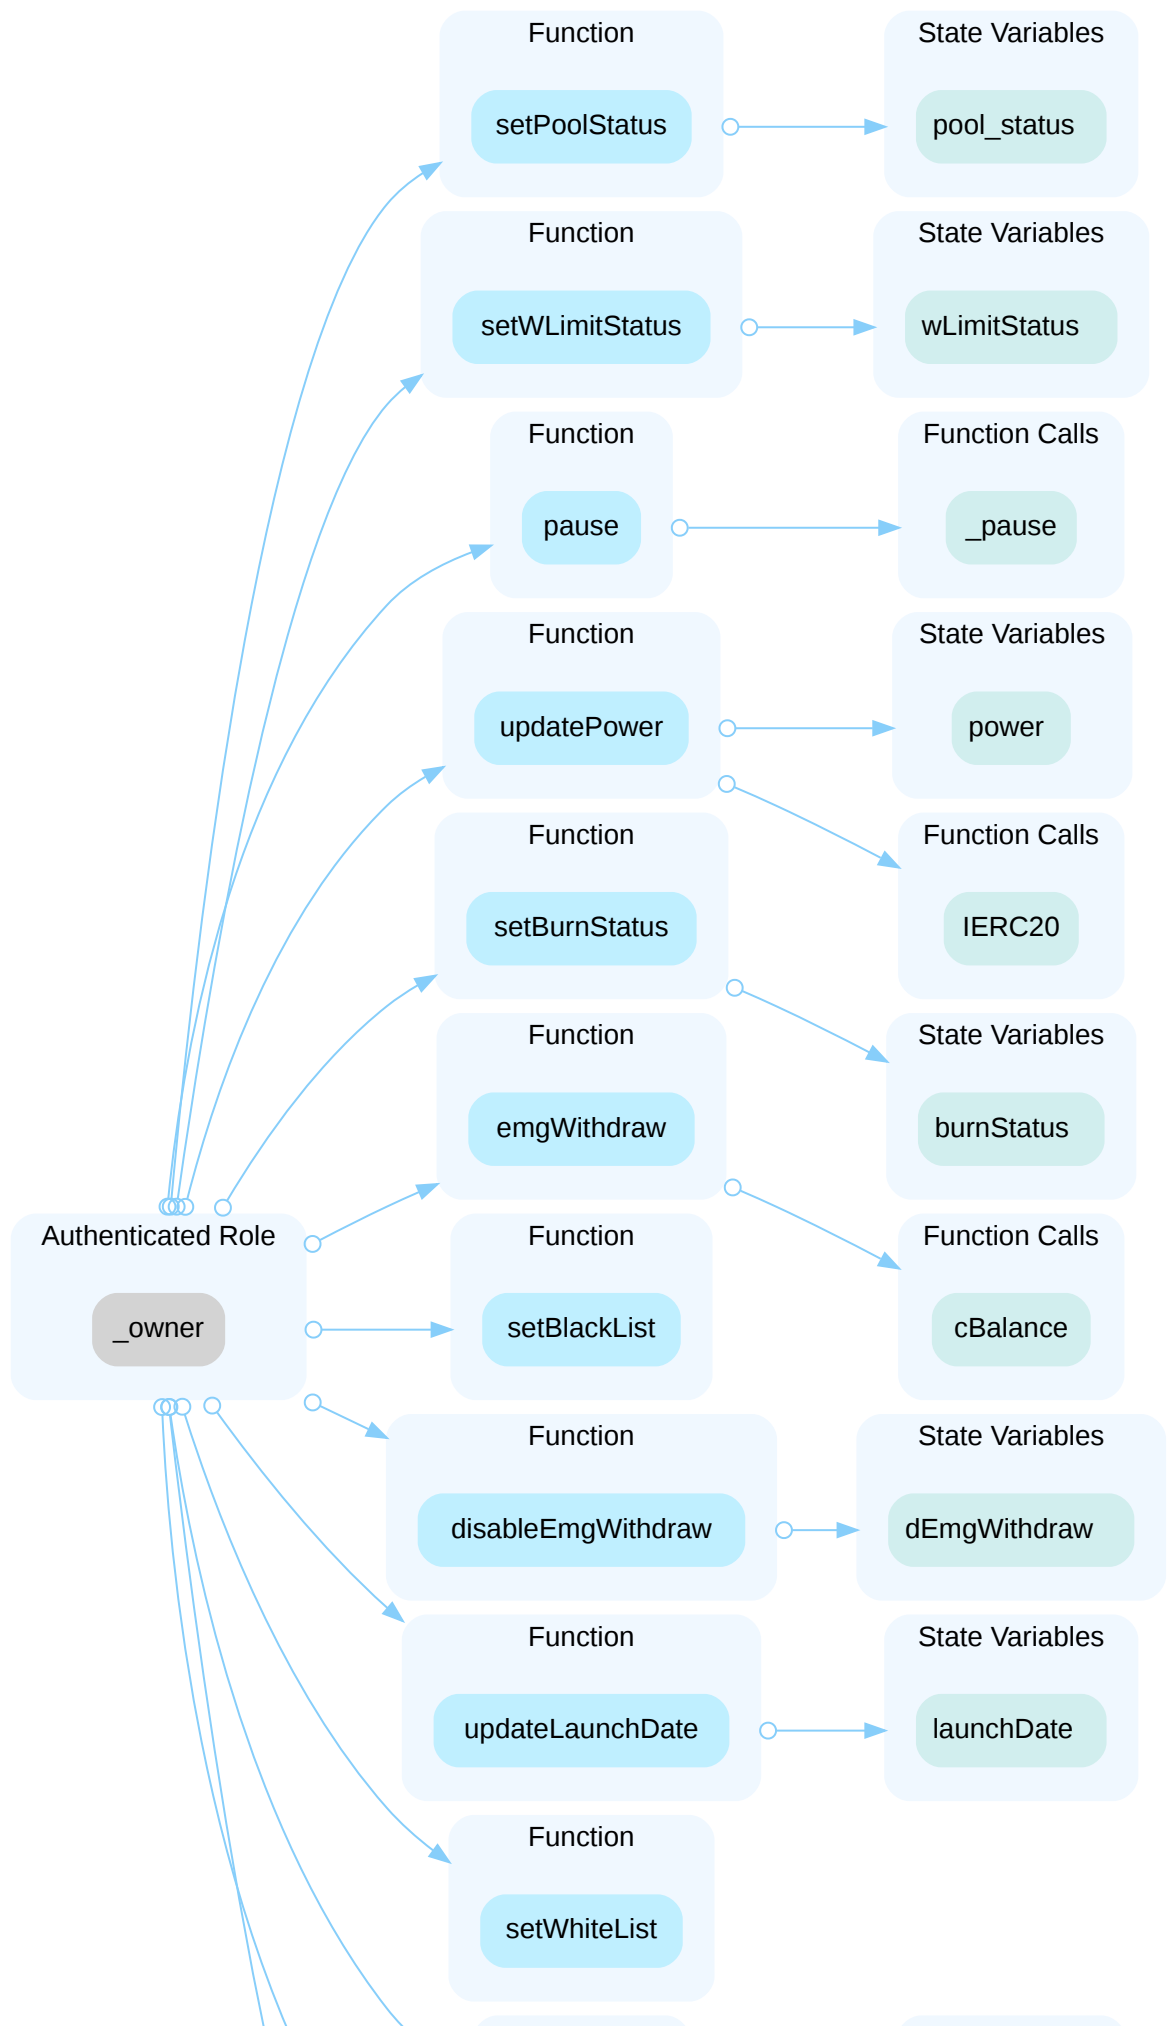 Function
State Variables
setPoolStatus
pool_status
Function
State Variables
setWLimitStatus
wLimitStatus
Function
Function Calls
pause
_pause
Function
State Variables
updatePower
power
Function
Function Calls
setBurnStatus
IERC20
Function
State Variables
emgWithdraw
burnStatus
Authenticated Role
Function
Function Calls
_owner
setBlackList
cBalance
Function
State Variables
disableEmgWithdraw
dEmgWithdraw
Function
State Variables
updateLaunchDate
launchDate
Function
setWhiteList